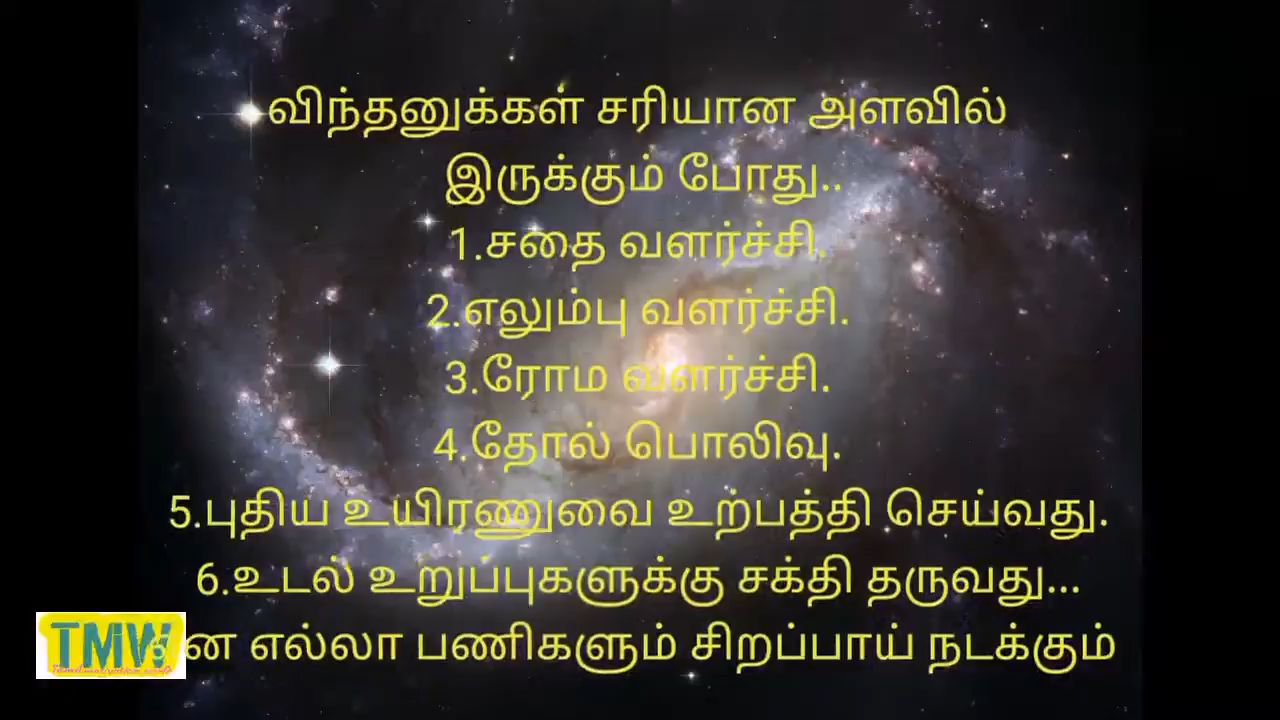 விந்தனுக்கள் சரியான அளவில்
இருக்கும் போது..
1.சதை வளர்ச்சி.
2.எலும்பு வளர்ச்சி.
3.ரோம வளர்ச்சி.
4.தோல் பொலிவு.
5.புதிய உயிரணுவை உற்பத்தி செய்வது.
6.உடல் உறுப்புகளுக்கு சக்தி தருவது...
ன எல்லா பணிகளும் சிறப்பாய் நடக்கும்
TMW